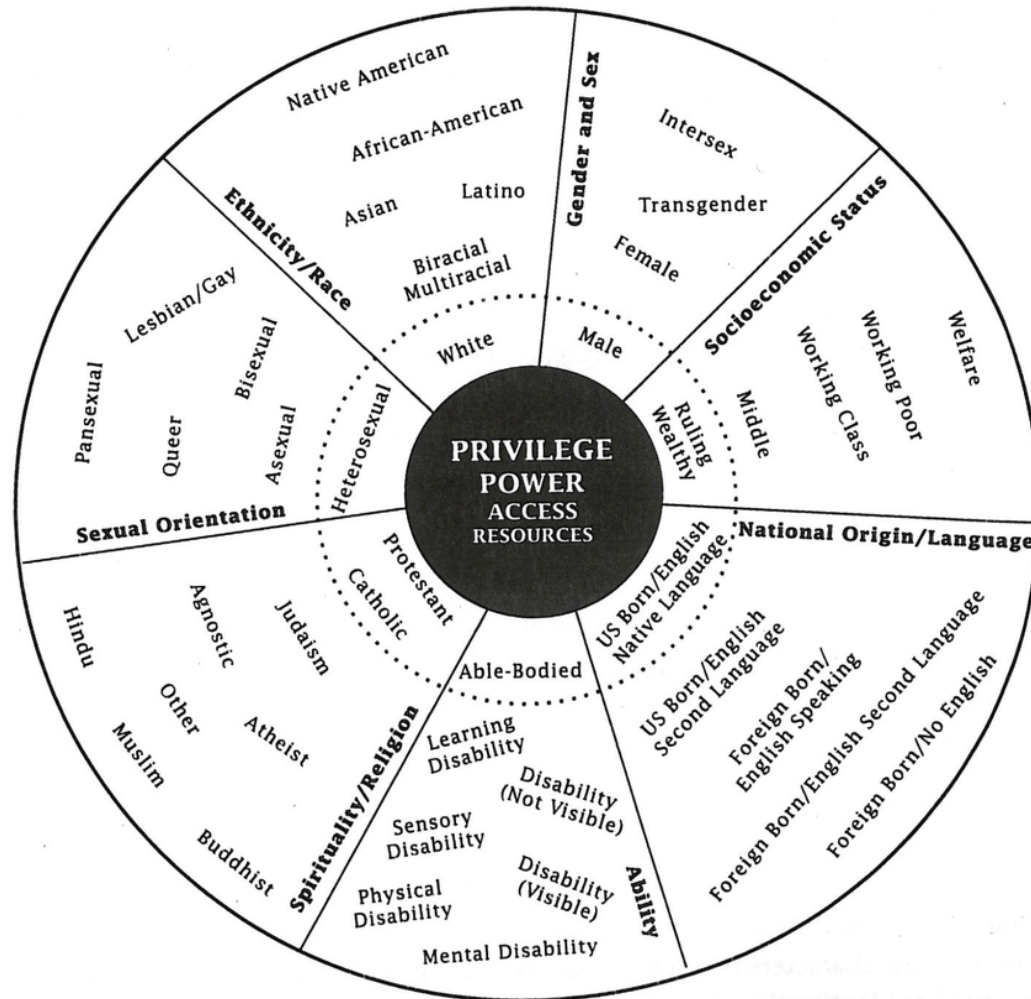 PRIVILEGE
POWER
ACCESS
RESOURCES
Ethnicity/Race
Native American
African-American
Asian
Latino
Biracial
Multiracial
White
Gender and Sex
Intersex
Transgender
Female
Male
Socioeconomic Status
Welfare
Working Poor
Working Class
Middle
Ruling
Wealthy
National Origin/Language
US Born/English
Native Language
US Born/English
Second Language
Foreign Born/
English Speaking
Foreign Born/English Second Language
Foreign Born/No English
Ability
Able-Bodied
Learning
Disability
Disability
(Not Visible)
Sensory
Disability
Disability
(Visible)
Physical
Disability
Mental Disability
Spirituality/Religion
Protestant
Catholic
Judaism
Agnostic
Hindu
Atheist
Other
Muslim
Buddhist
Sexual Orientation
Heterosexual
Asexual
Bisexual
Queer
Lesbian/Gay
Pansexual